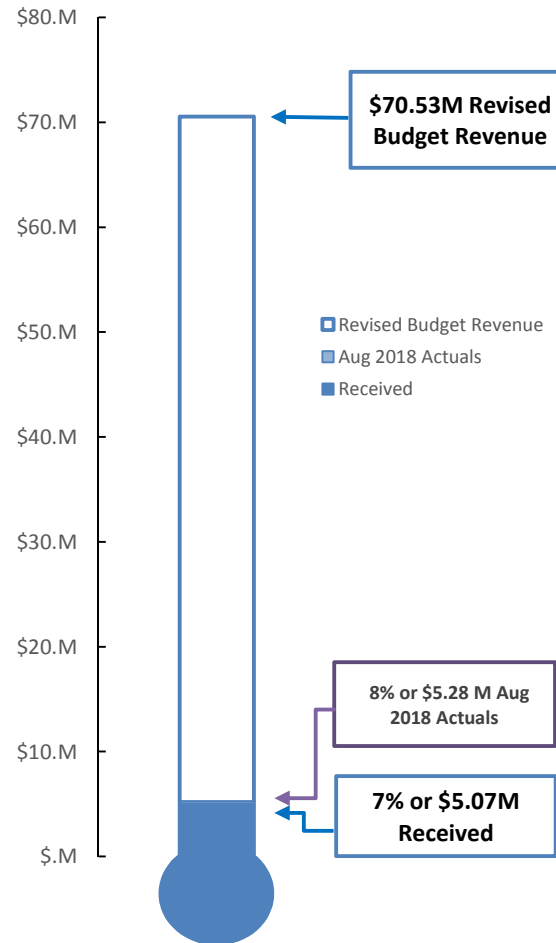 $80.M
$70.M
$60.M
$50.M
$40.M
$30.M
$20.M
$10.M
$.M
$70.53M Revised
Budget Revenue
Revised Budget Revenue
Aug 2018 Actuals
Received
8% or $5.28 M Aug
2018 Actuals
7% or $5.07M
Received